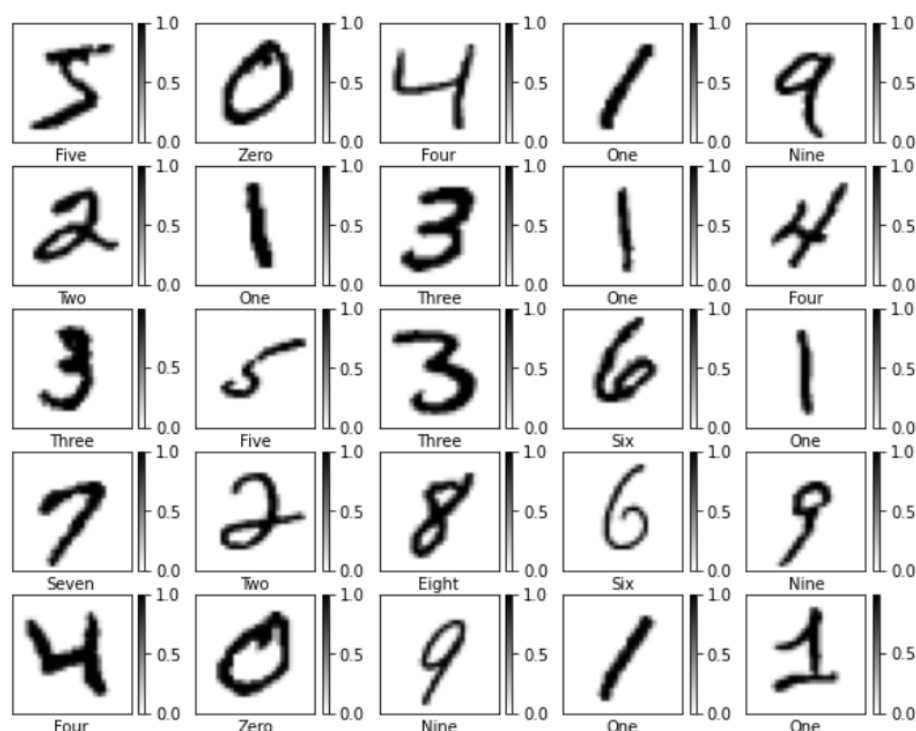 1.0 1.0 1.0 1.0 1.0
5 0.5 0 0.5 4 0.5 1 0.5 9 0.5
0.0 0.0 0.0 0.0 0.0
Five Zero Four One Nine
1.0 1.0 1.0 1.0 1.0
2 0.5 1 0.5 3 0.5 1 0.5 4 0.5
0.0 0.0 0.0 0.0 0.0
Two One Three One Four
1.0 1.0 1.0 1.0
3 0.5 5 0.5 3 0.5 6 0.5 1 0.5
0.0 0.0 0.0 0.0 0.0
Three Five Three Six One
1.0 1.0 1.0 1.0 1.0
7 0.5 2 0.5 8 0.5 6 0.5 9 0.5
0.0 0.0 0.0 0.0 0.0
Seven Two Eight Six Nine
1.0 1.0 1.0 1.0
4 0.5 0 0.5 9 0.5 1 0.5 1 0.5
0.0 0.0 0.0 0.0 0.0
Four Zero Nine One One